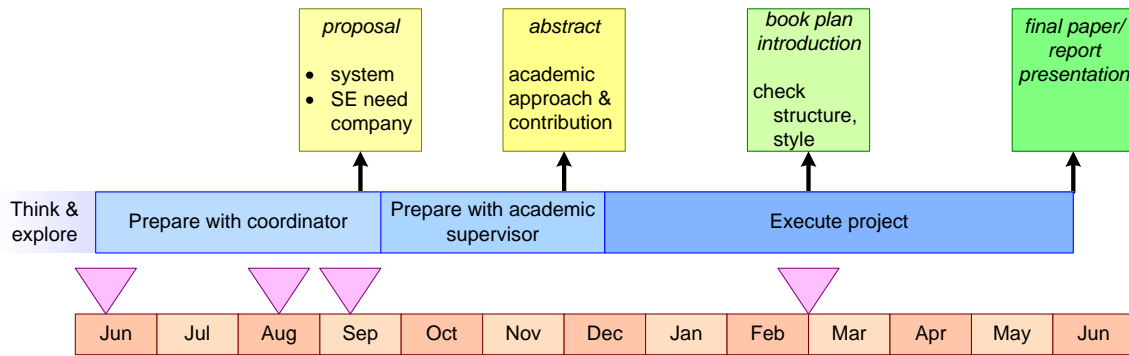 proposal
• system
• SE need
company
abstract
academic
approach &
contribution
book plan
introduction
check
structure,
style
final paper/
report
presentation
Think &
explore
Prepare with coordinator
Prepare with academic
supervisor
Execute project
Jun
Jul
Aug
Sep
Oct
Nov
Dec
Jan
Feb
Mar
Apr
May
Jun